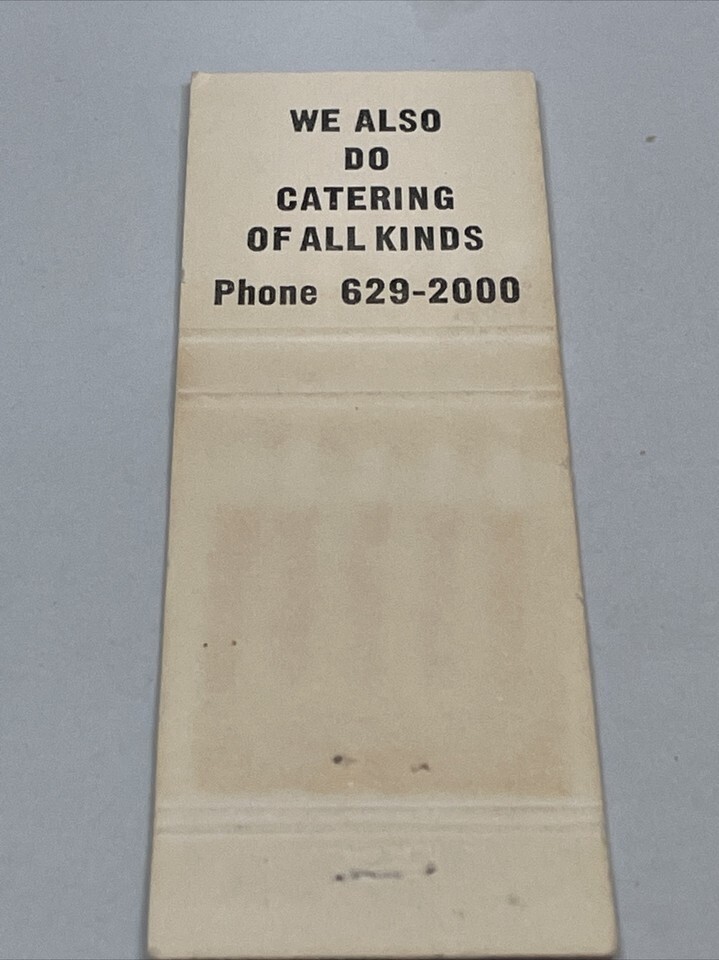 WE ALSO
DO
CATERING
OF ALL KINDS
Phone 629-2000